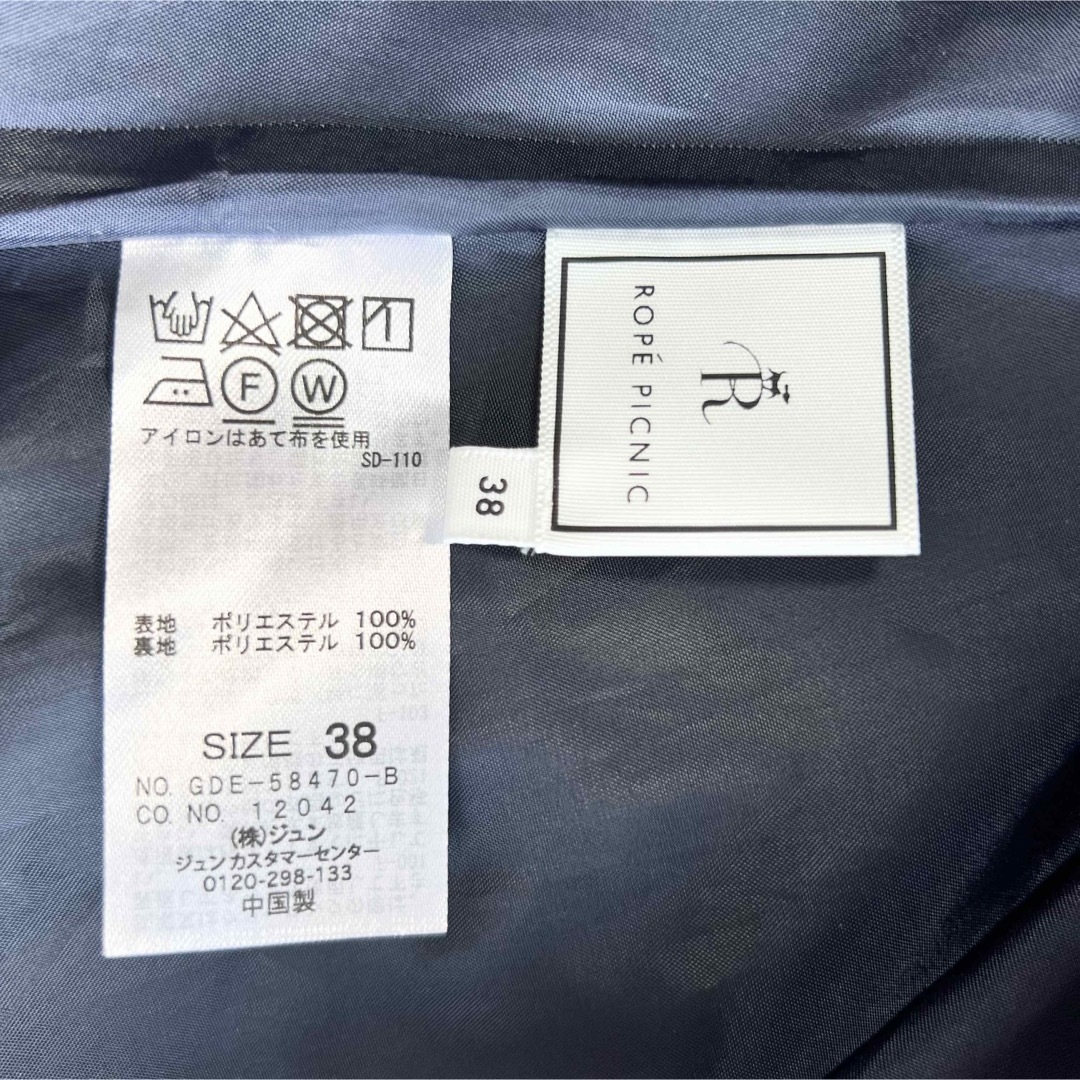 F W
アイロンはあて布を使用
SD-110
表地 ポリエステル 100%
裏地 ポリエステル 100%
SIZE 38
NO. GDE-58470-B
CO. NO. 12042
(株)ジュン
ジュンカスタマーセンター
0120-298-133
中国製
38
R
ROPÉ PICNIC